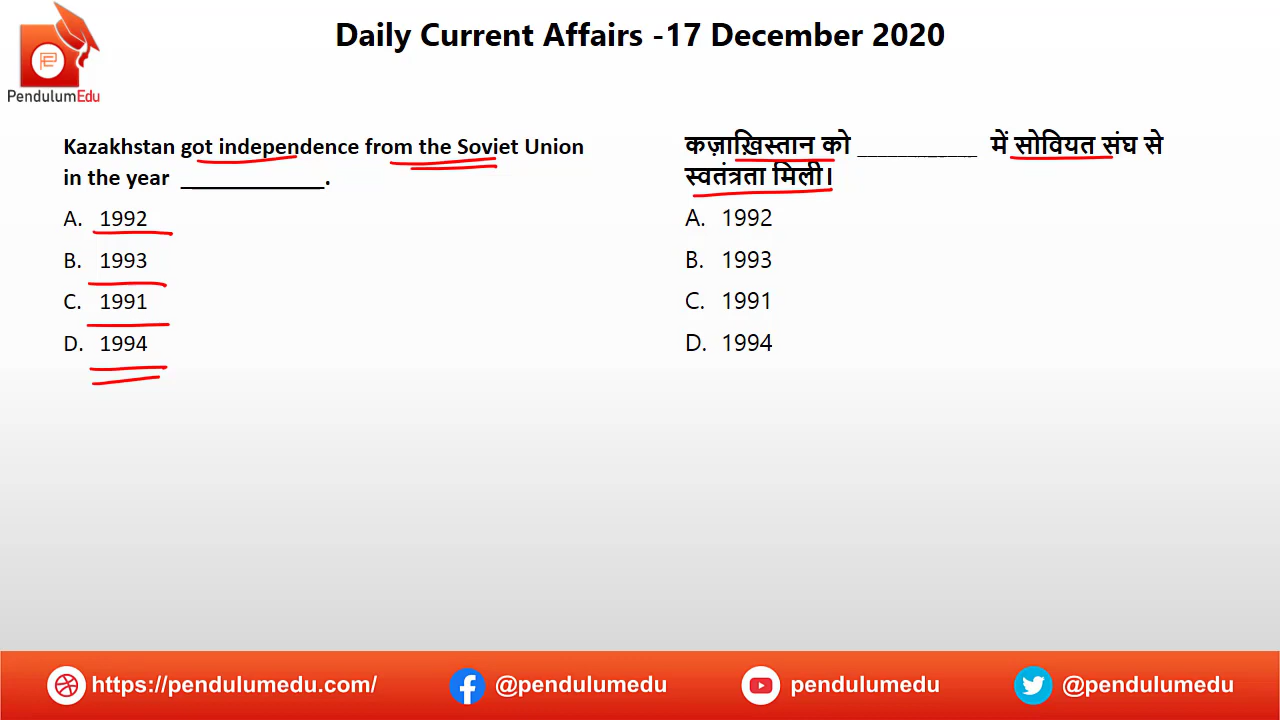 Daily Current Affairs -17 December 2020
PendulumEdu
Kazakhstan got independence from the Soviet Union
in the year ____________.
A. 1992
B. 1993
C. 1991
D. 1994
कज़ाख़िस्तान को __________ में सोवियत संघ से
स्वतंत्रता मिली।
A. 1992
B. 1993
C. 1991
D. 1994
https://pendulumedu.com/
@pendulumedu
pendulumedu
@pendulumedu